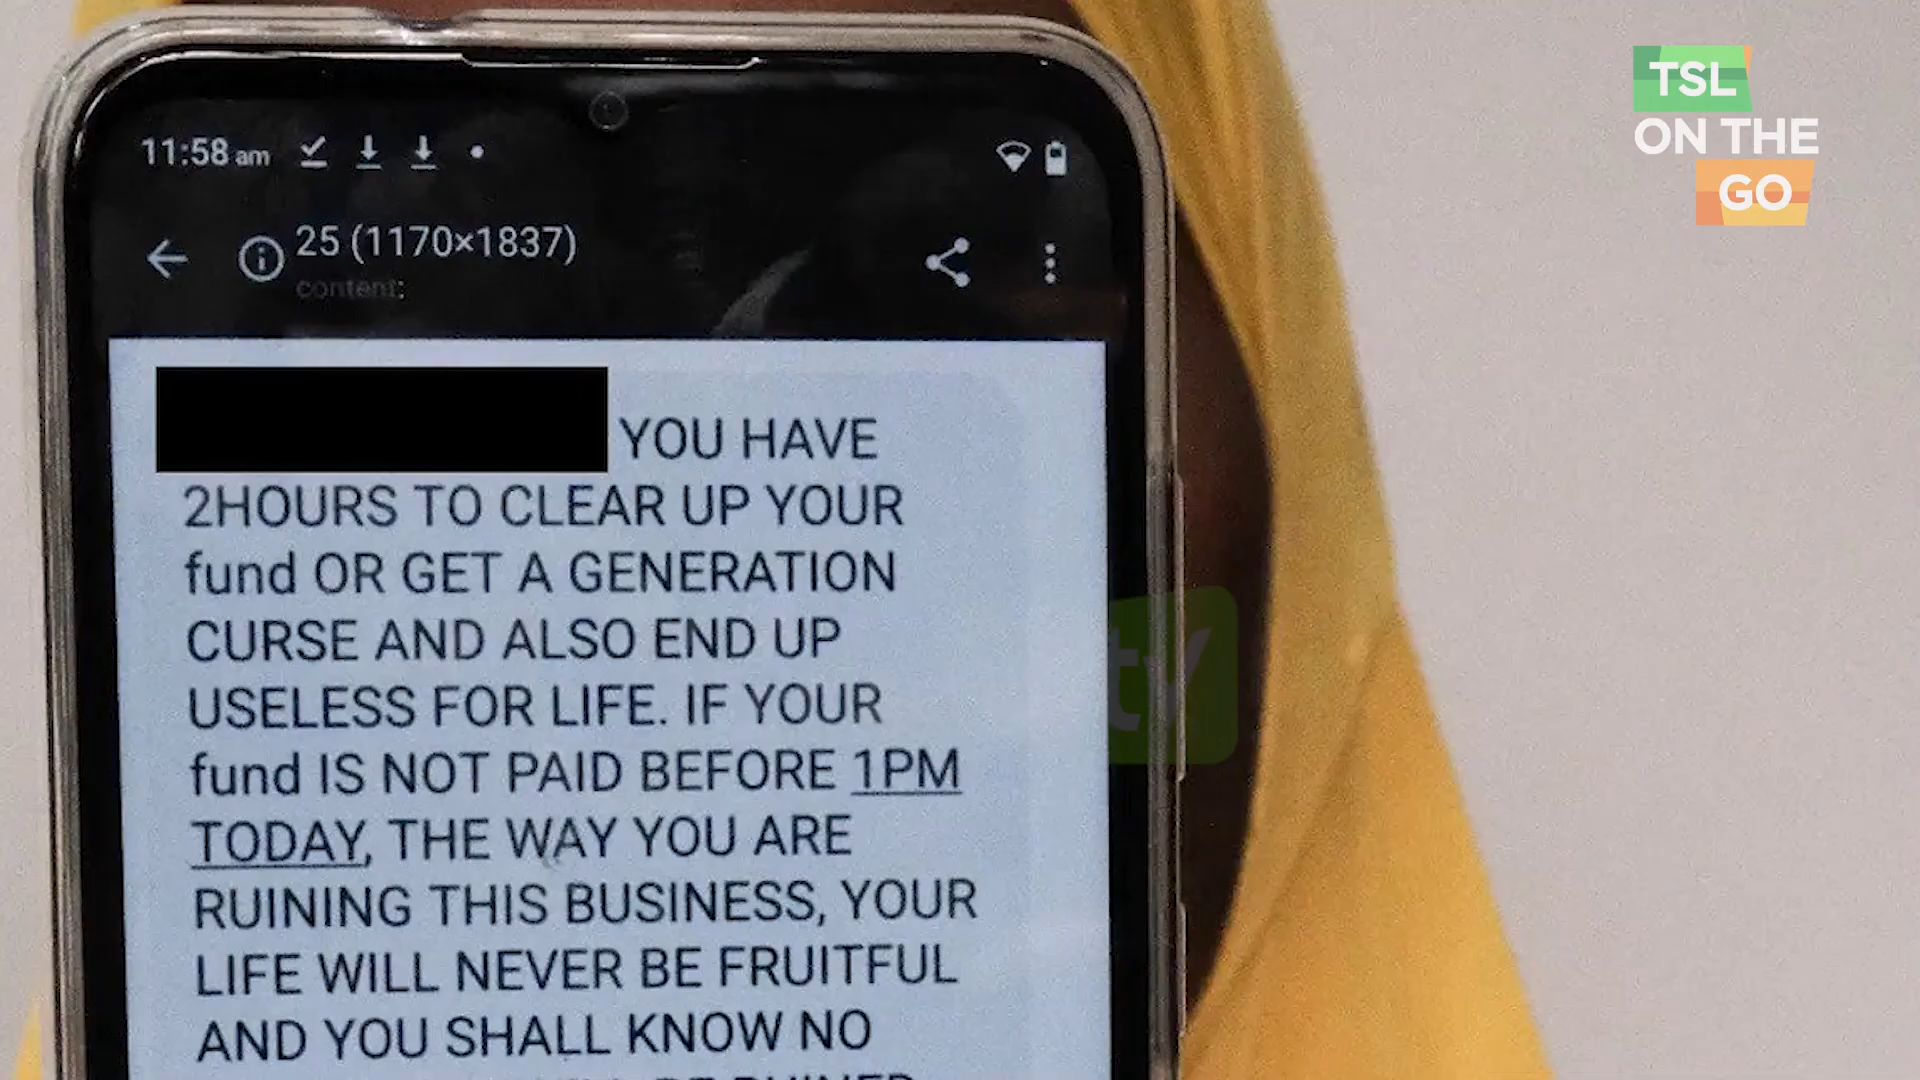 TSL
ON THE
GO
11:58 am
25 (1170×1837)
content:
YOU HAVE
2HOURS TO CLEAR UP YOUR
fund OR GET A GENERATION
CURSE AND ALSO END UP
USELESS FOR LIFE. IF YOUR
fund IS NOT PAID BEFORE 1PM
TODAY, THE WAY YOU ARE
RUINING THIS BUSINESS, YOUR
LIFE WILL NEVER BE FRUITFUL
AND YOU SHALL KNOW NO
tv